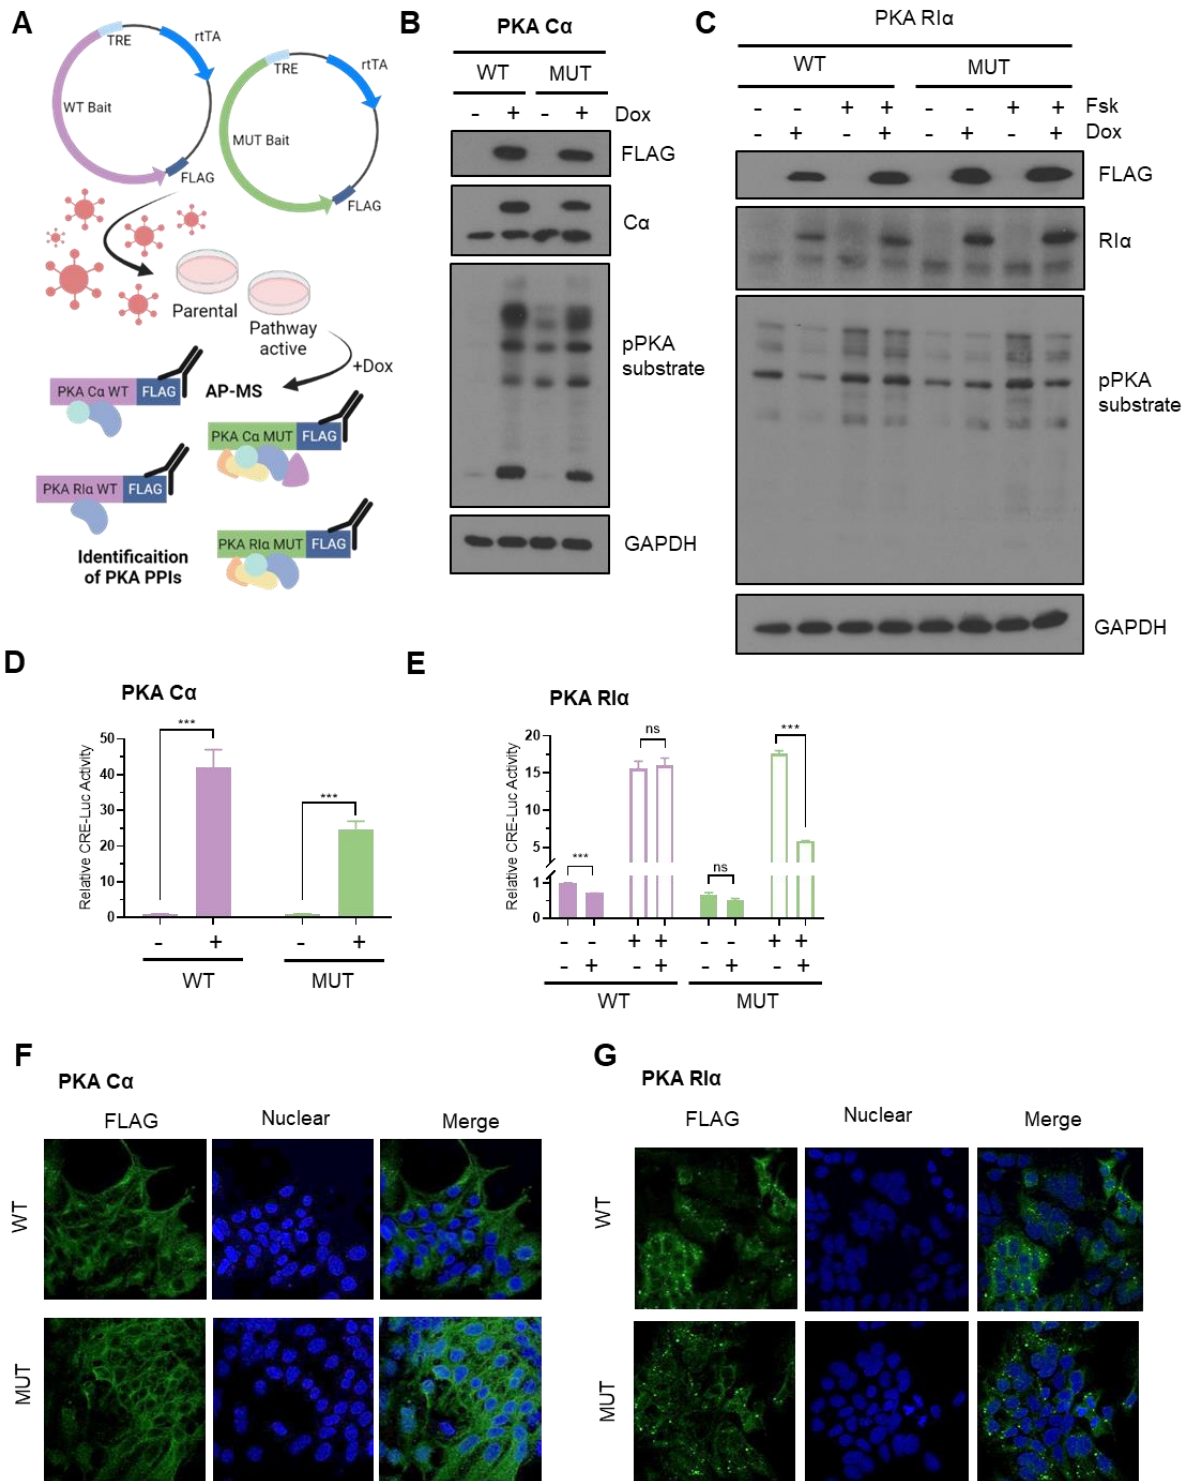 A
TRE
rtTA
WT Bait
FLAG
TRE
rtTA
MUT Bait
FLAG
Parental
Pathway
active
+Dox
AP-MS
PKA Cα WT
FLAG
PKA Cα MUT
FLAG
PKA RIα WT
FLAG
PKA RIα MUT
FLAG
Identificaition
of PKA PPIs
B
PKA Cα
WT MUT
- + - + Dox
FLAG
Cα
pPKA
substrate
GAPDH
C
PKA RIα
WT MUT
- - + + - - + + Fsk
- + - + - + - + Dox
FLAG
RIα
pPKA
substrate
GAPDH
D
PKA Cα
Relative CRE-Luc Activity
50
40
30
20
10
0
***
***
- + - +
WT MUT
E
PKA RIα
Relative CRE-Luc Activity
20
15
10
5
1
0
***
ns
ns
***
- - + + - - + +
- + - + - + - +
WT MUT
F
PKA Cα
FLAG Nuclear Merge
WT
MUT
G
PKA RIα
FLAG Nuclear Merge
WT
MUT